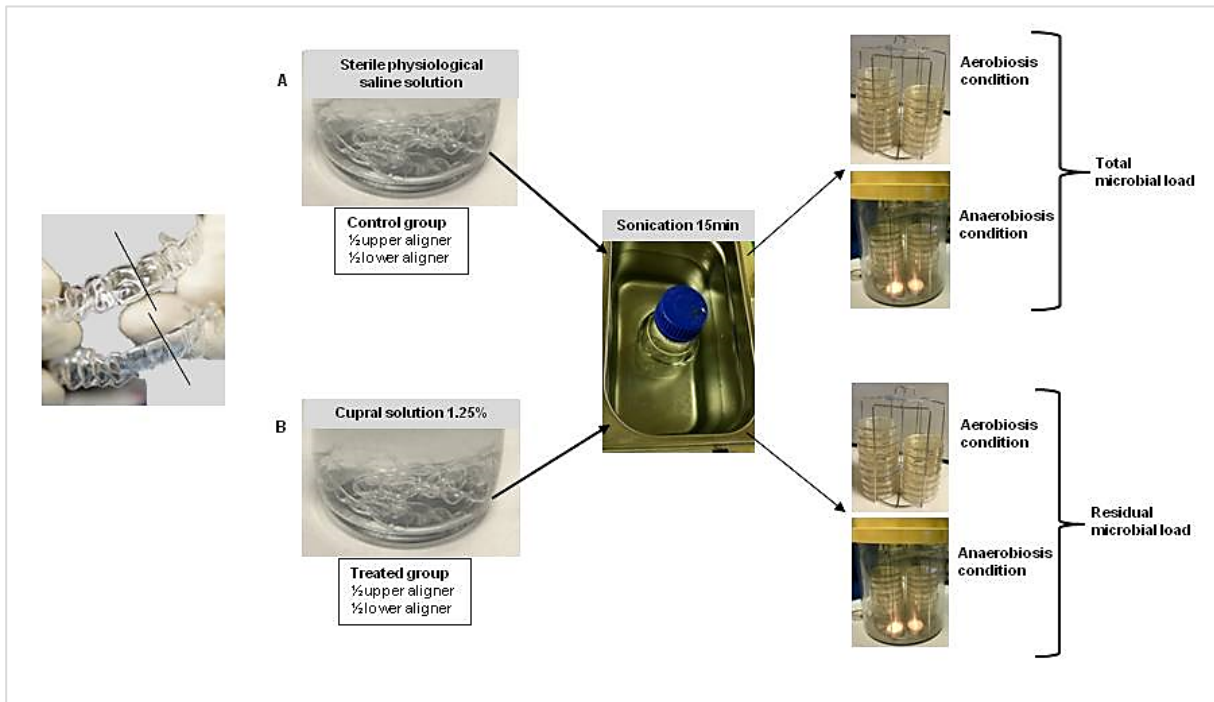 A
Sterile physiological
saline solution
Control group
½upper aligner
½lower aligner
Sonication 15min
Aerobiosis
condition
Anaerobiosis
condition
Total
microbial load
B
Cupral solution 1.25%
Treated group
½upper aligner
½lower aligner
Aerobiosis
condition
Anaerobiosis
condition
Residual
microbial load